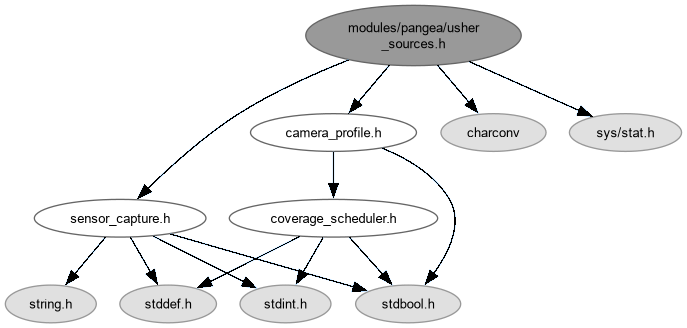 modules/pangea/usher
_sources.h
camera_profile.h
charconv
sys/stat.h
sensor_capture.h
coverage_scheduler.h
string.h
stddef.h
stdint.h
stdbool.h